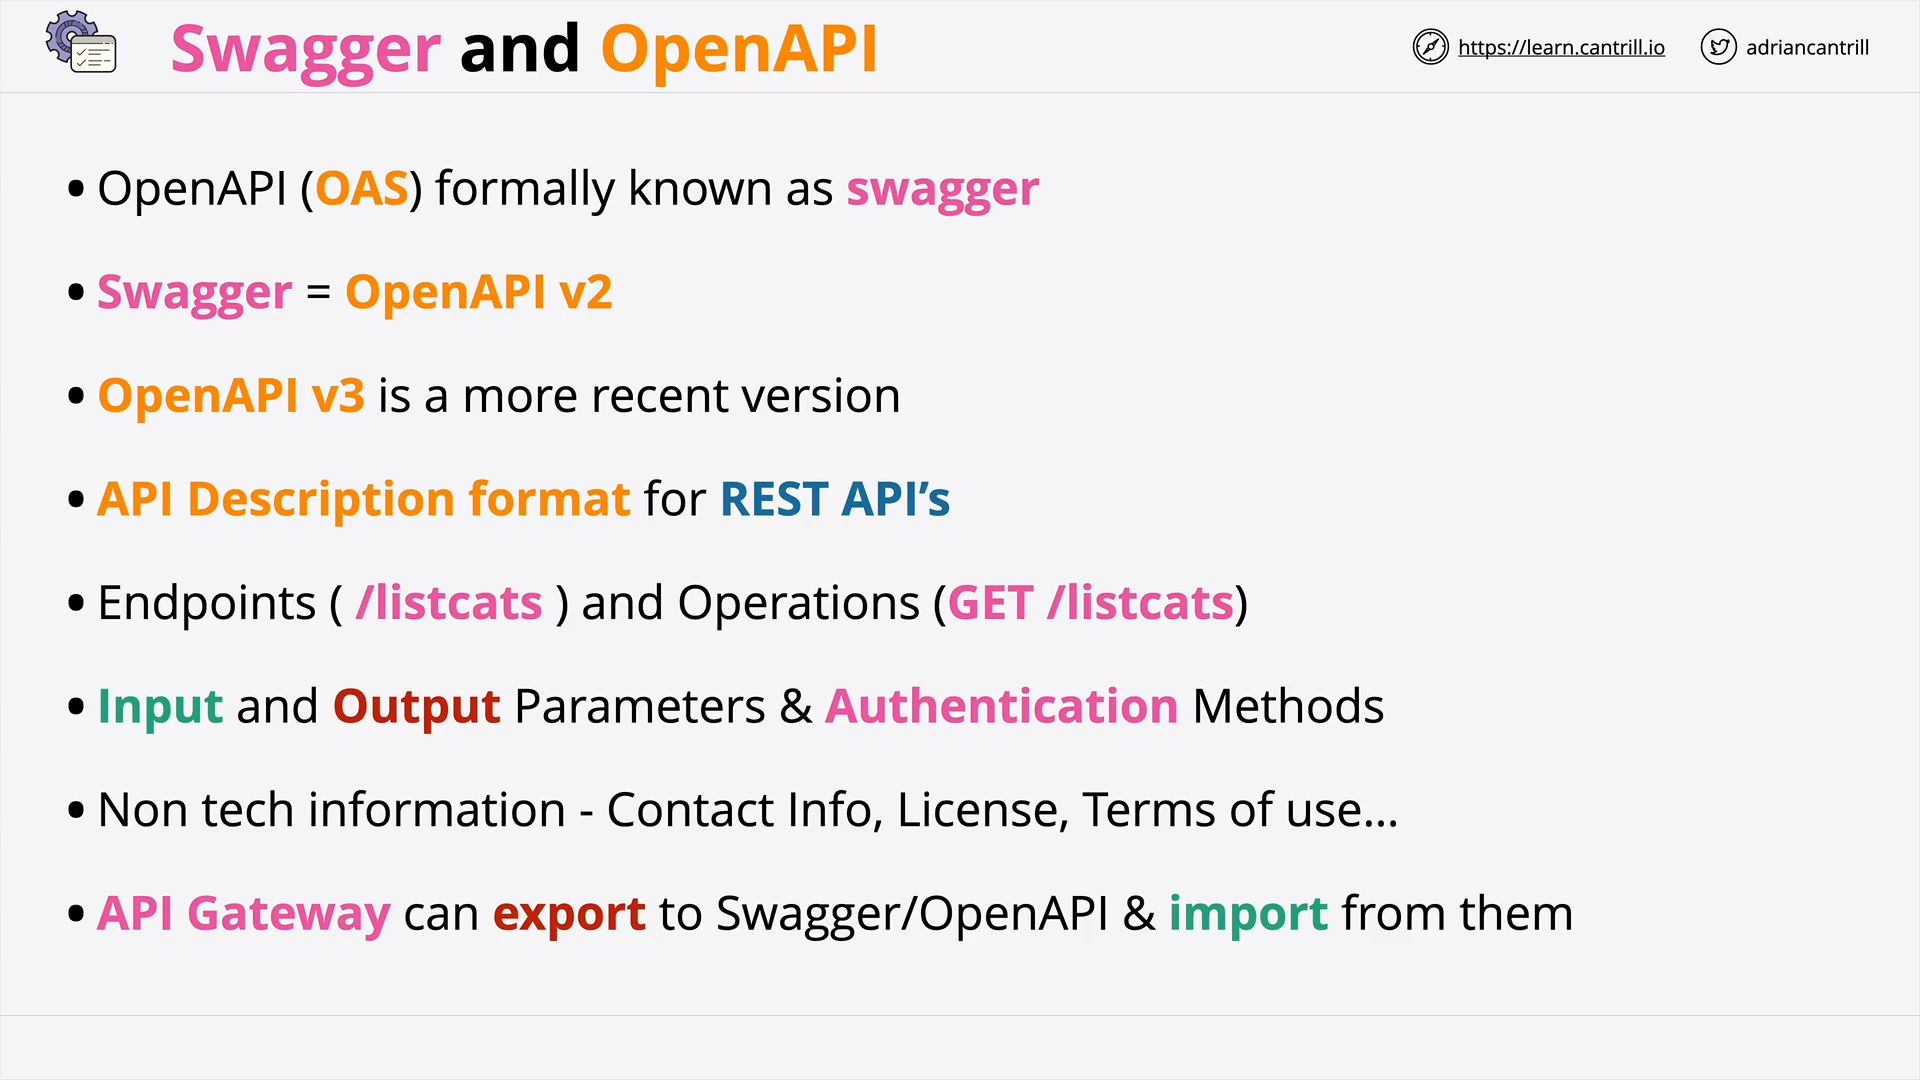 Swagger and OpenAPI
https://learn.cantrill.io
adriancantrill
• OpenAPI (OAS) formally known as swagger
• Swagger = OpenAPI v2
• OpenAPI v3 is a more recent version
• API Description format for REST API’s
• Endpoints ( /listcats ) and Operations (GET /listcats)
• Input and Output Parameters & Authentication Methods
• Non tech information - Contact Info, License, Terms of use…
• API Gateway can export to Swagger/OpenAPI & import from them